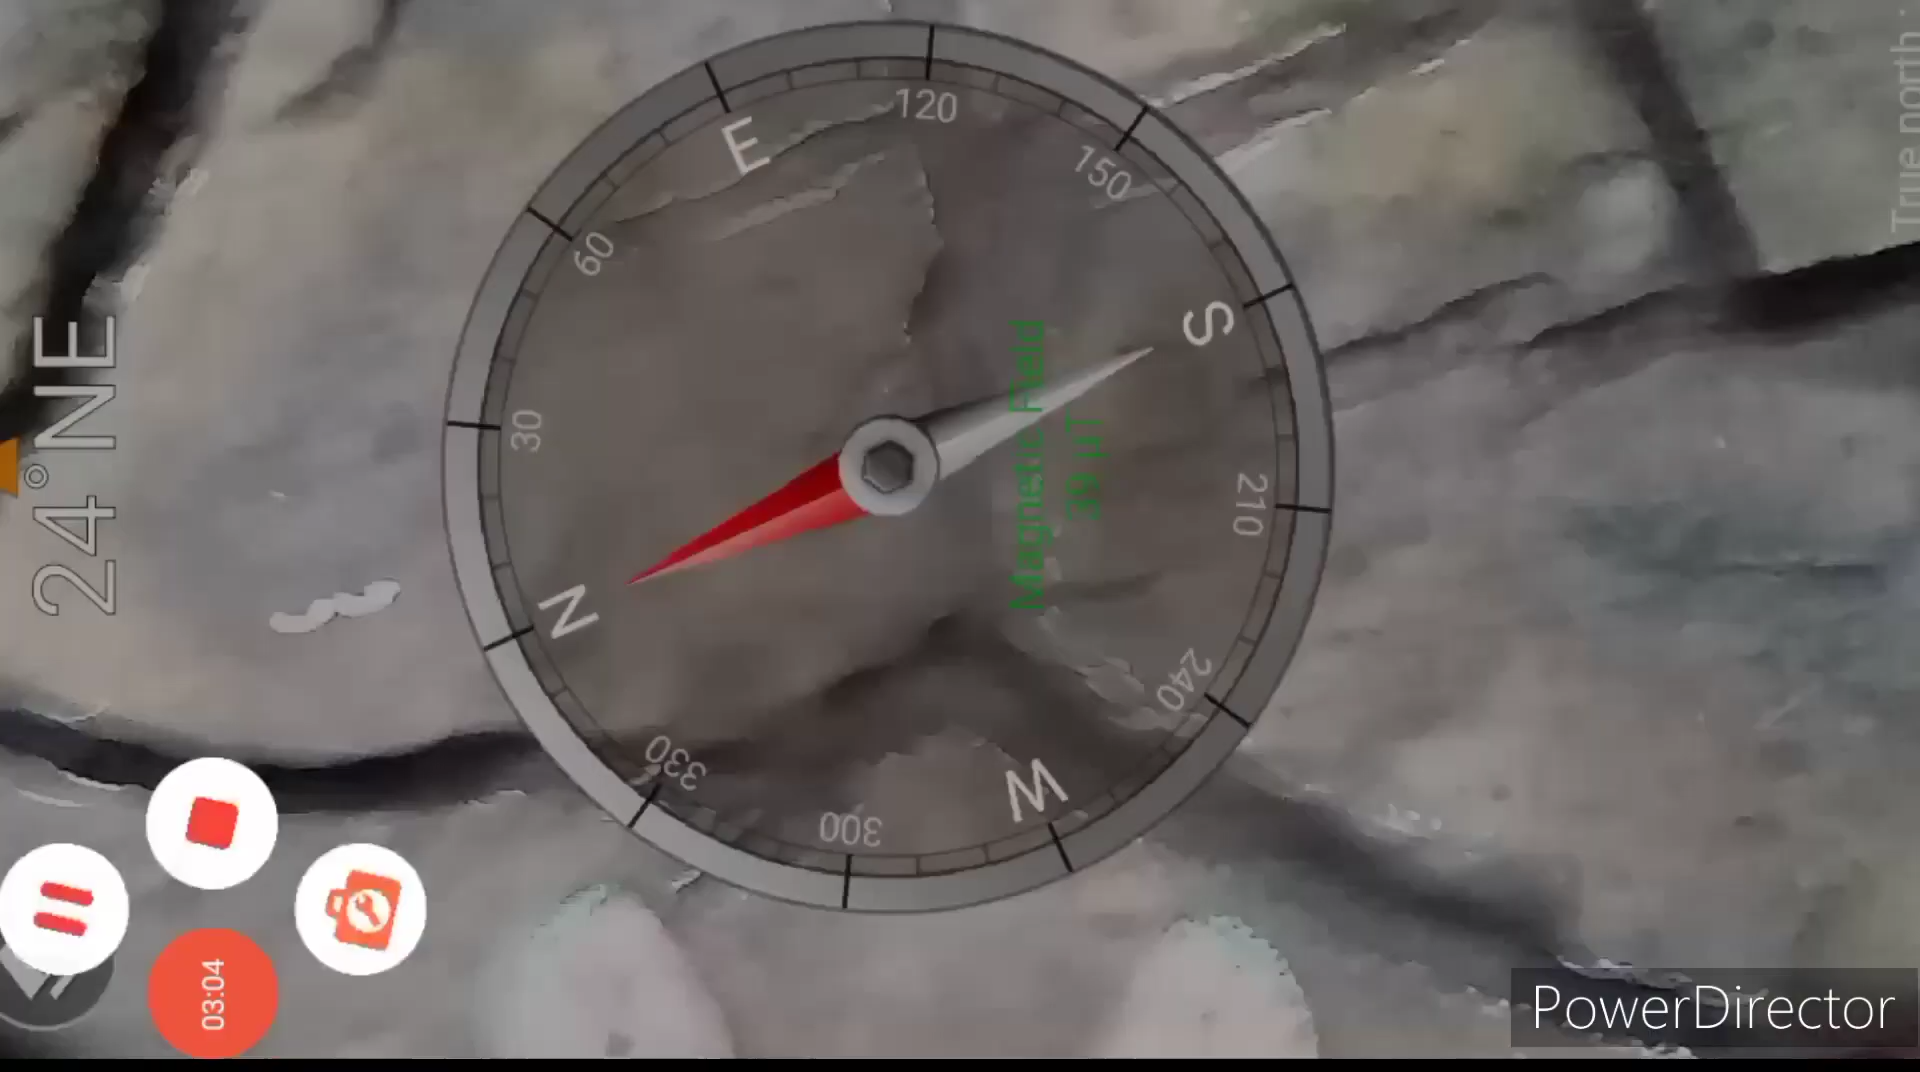 24°NE
True north
N
30
60
E
120
150
S
210
240
W
300
330
Magnetic Field
39 µT
03:04
PowerDirector